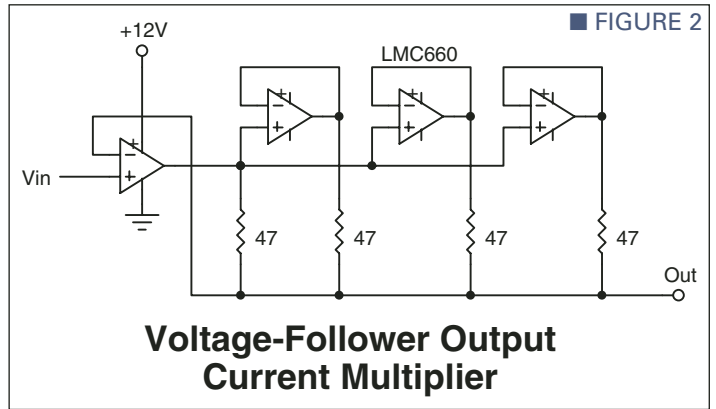 ■ FIGURE 2
+12V
LMC660
+
−
+
+
−
+
+
−
+
+
−
+
Vin
47
47
47
47
Out
Voltage-Follower Output
Current Multiplier